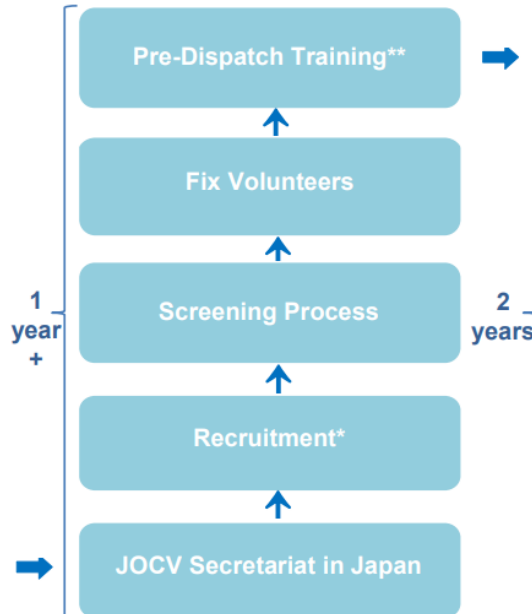 Pre-Dispatch Training**
Fix Volunteers
1
year
+
Screening Process
2
years
Recruitment*
JOCV Secretariat in Japan